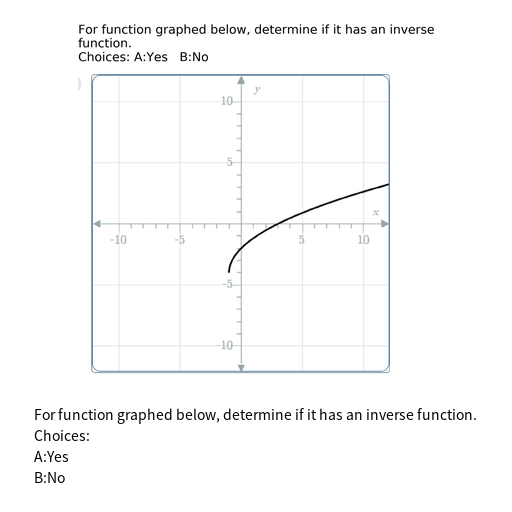 For function graphed below, determine if it has an inverse
function.
Choices: A:Yes   B:No
y
10
5
x
-10 -5 5 10
-5
-10
For function graphed below, determine if it has an inverse function.
Choices:
A:Yes
B:No